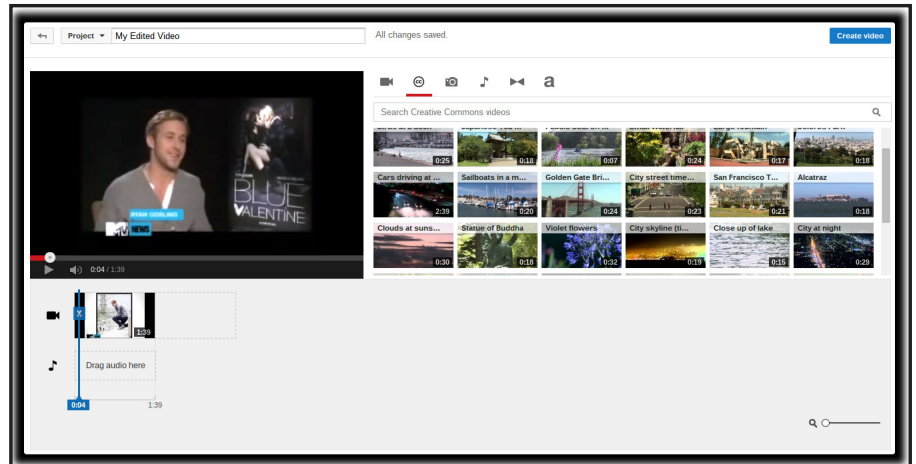 Project My Edited Video All changes saved. Create video
a
Search Creative Commons videos
0:25 0:18 0:07 0:24 0:17 0:18
Cars driving at ... Sailboats in a m... Golden Gate Bri... City street time... San Francisco T... Alcatraz
2:39 0:20 0:24 0:23 0:21 0:18
Clouds at suns... Statue of Buddha Violet flowers City skyline (ti... Close up of lake City at night
0:30 0:18 0:32 0:19 0:15 0:29
BLUE
VALENTINE
RYAN GOSLING
MTV NEWS
0:04 / 1:39
1:39
Drag audio here
0:04 1:39